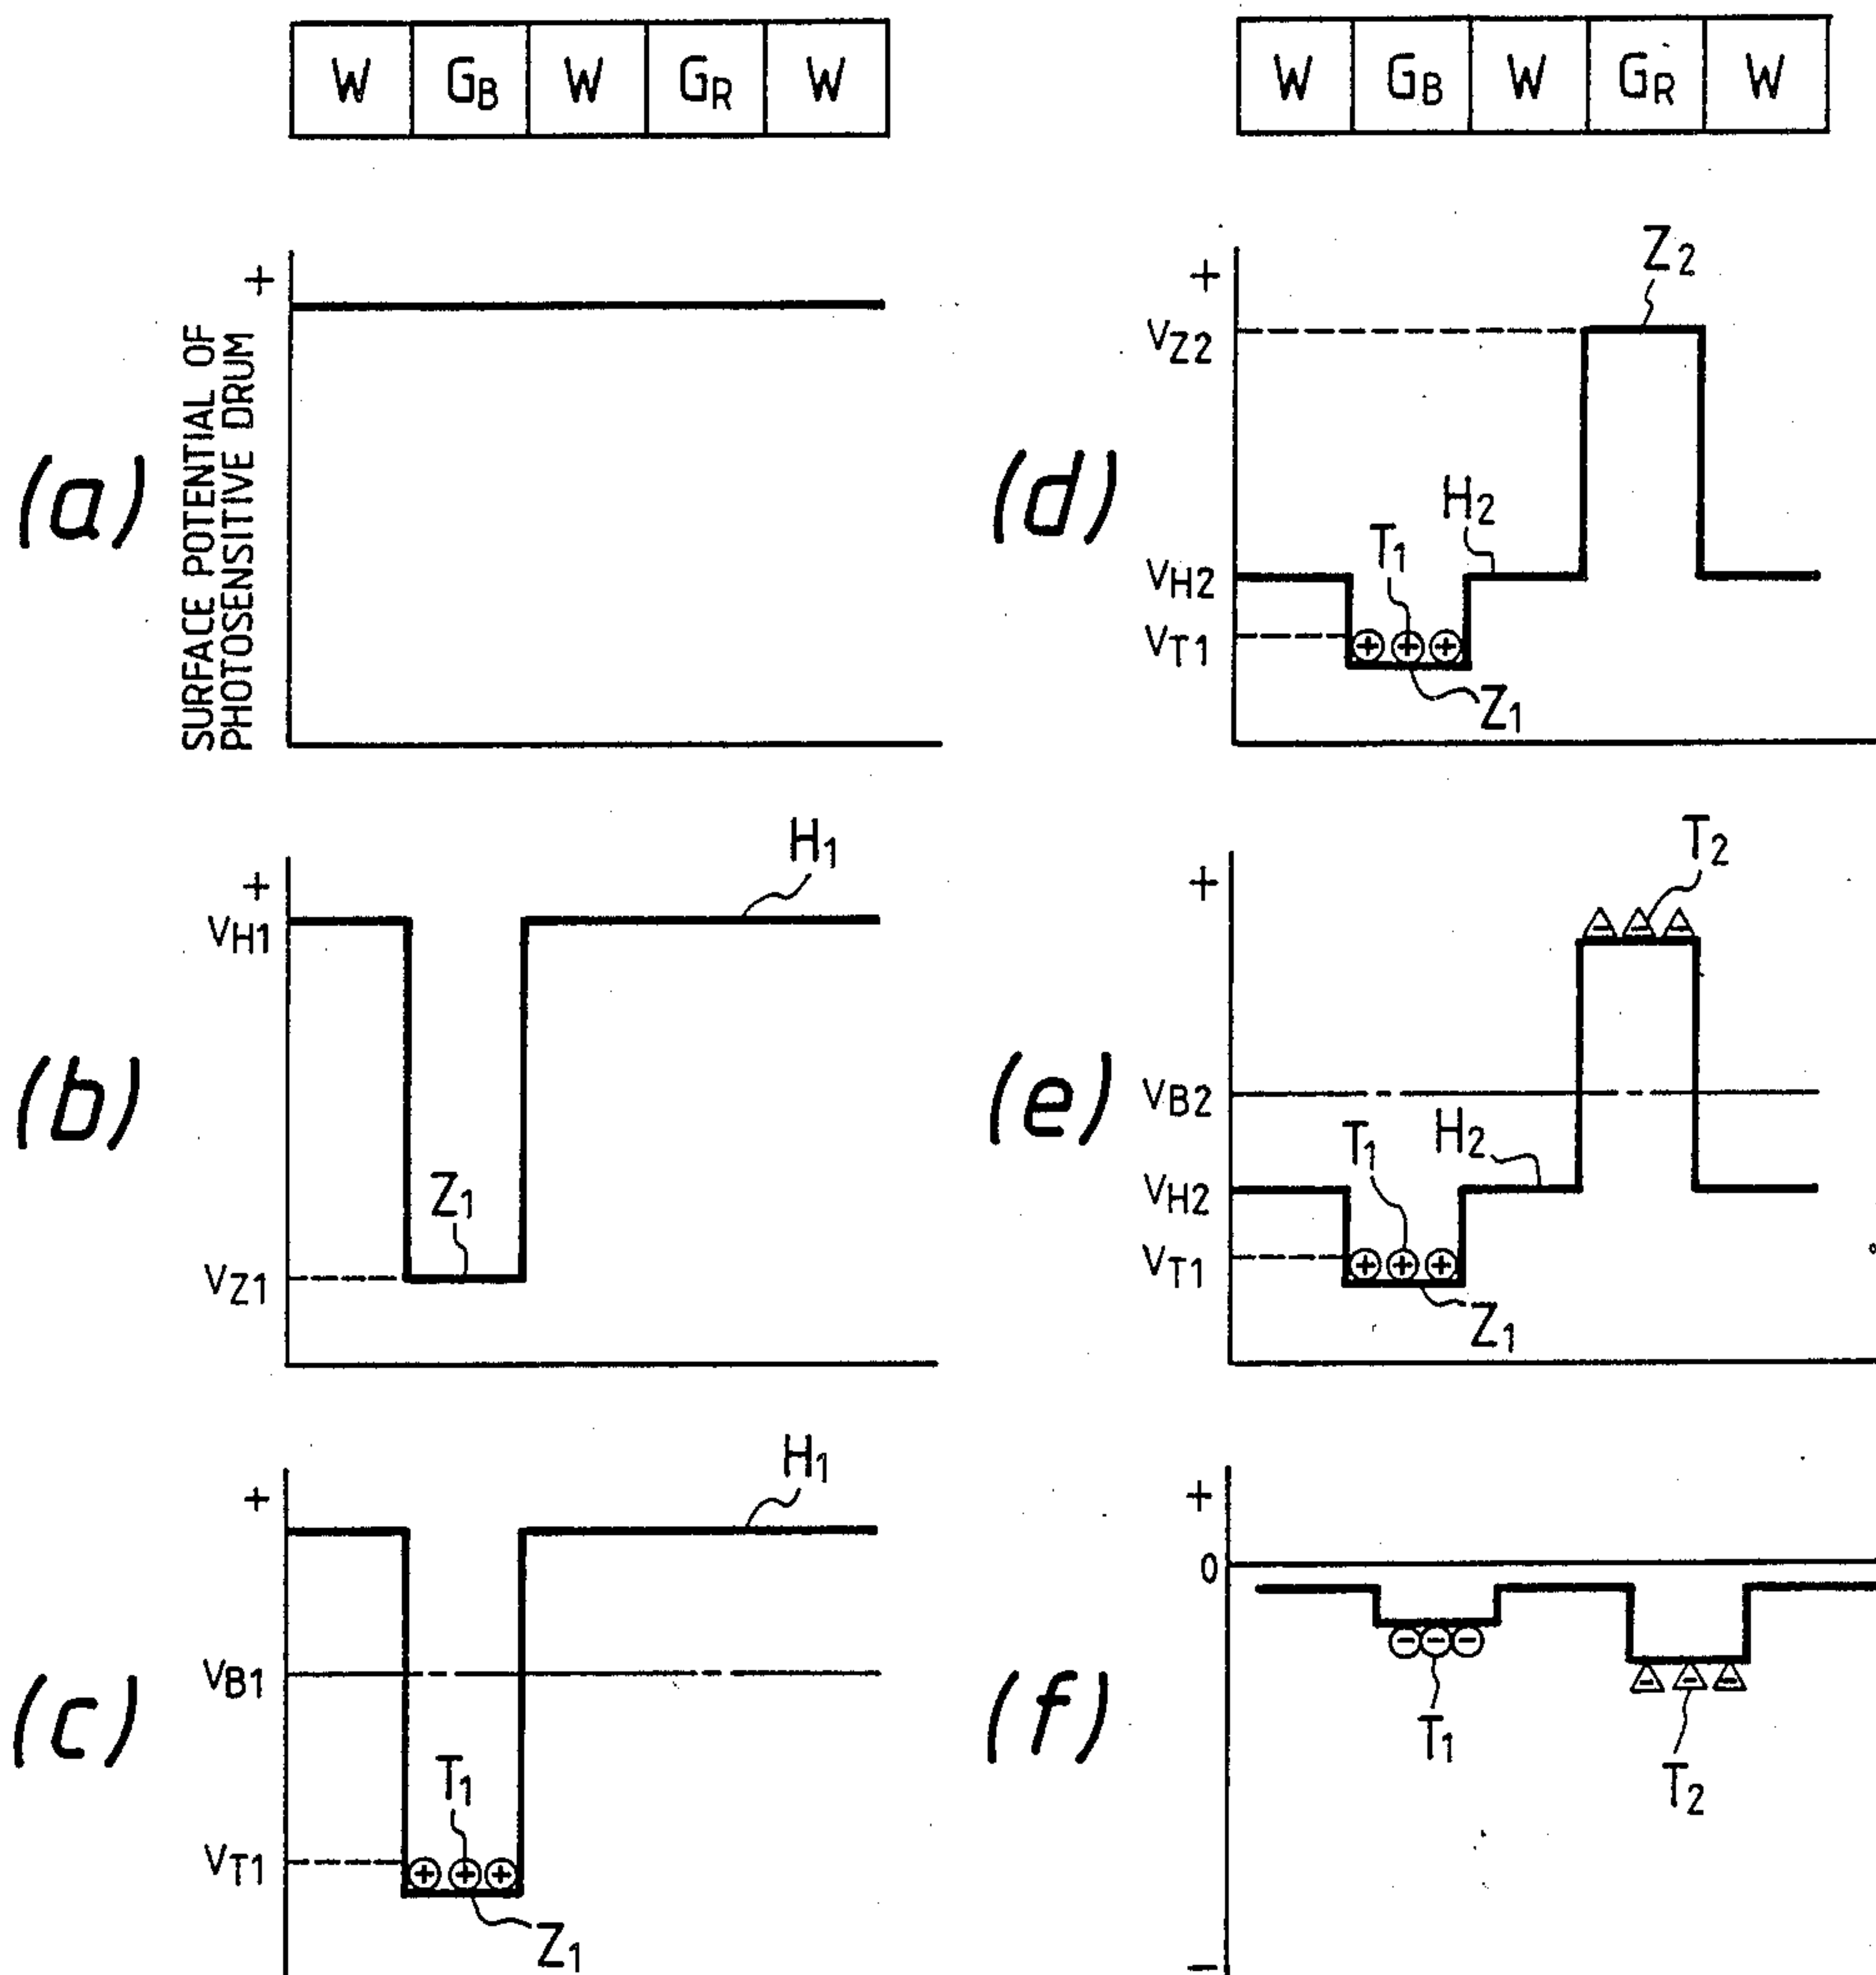 W GB W GR W
(a)
SURFACE POTENTIAL OF
PHOTOSENSITIVE DRUM
+
(b)
+
VH1
H1
Z1
VZ1
(c)
+
H1
VB1
T1
VT1
Z1
W GB W GR W
(d)
+
Z2
VZ2
H2
T1
VH2
VT1
Z1
(e)
+
T2
VB2
T1
H2
VH2
VT1
Z1
(f)
+
0
T1
T2
−